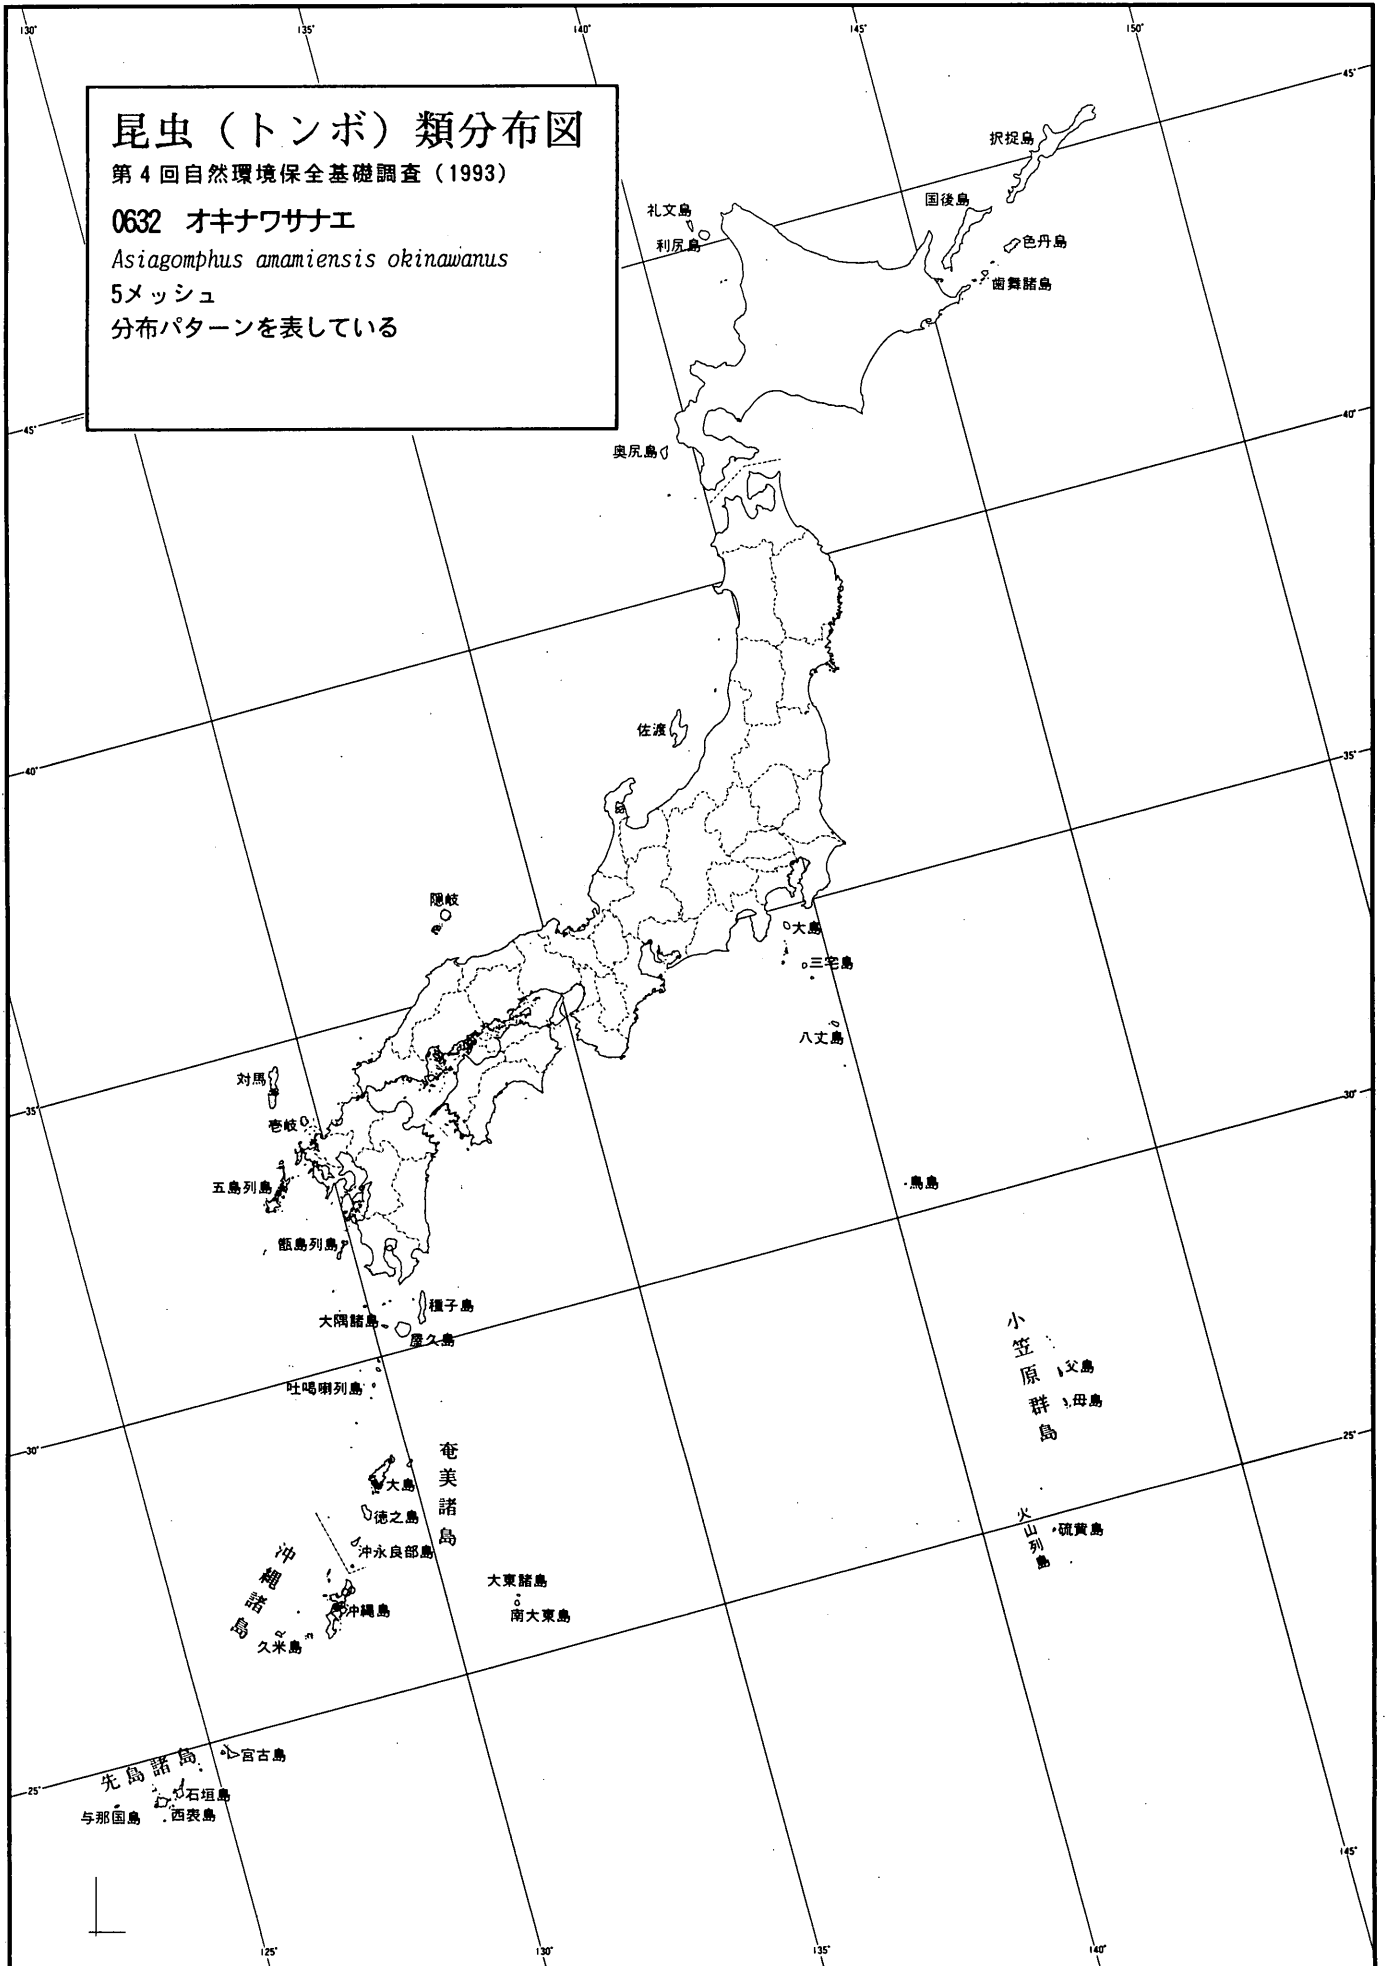 130°
135°
140°
145°
150°
昆虫（トンボ）類分布図
第4回自然環境保全基礎調査（1993）
0632 オキナワサナエ
Asiagomphus amamiensis okinawanus
5メッシュ
分布パターンを表している
45°
択捉島
国後島
礼文島
利尻島
色丹島
歯舞諸島
45°
40°
奥尻島
佐渡
35°
40°
隠岐
大島
三宅島
八丈島
対馬
35°
壱岐
30°
五島列島
鳥島
甑島列島
種子島
大隅諸島
屋久島
吐噶喇列島
小笠原群島
父島
母島
30°
25°
奄美諸島
大島
徳之島
沖永良部島
火山列島
硫黄島
沖縄諸島
沖縄島
久米島
大東諸島
南大東島
先島諸島
宮古島
25°
石垣島
西表島
与那国島
145°
125°
130°
135°
140°